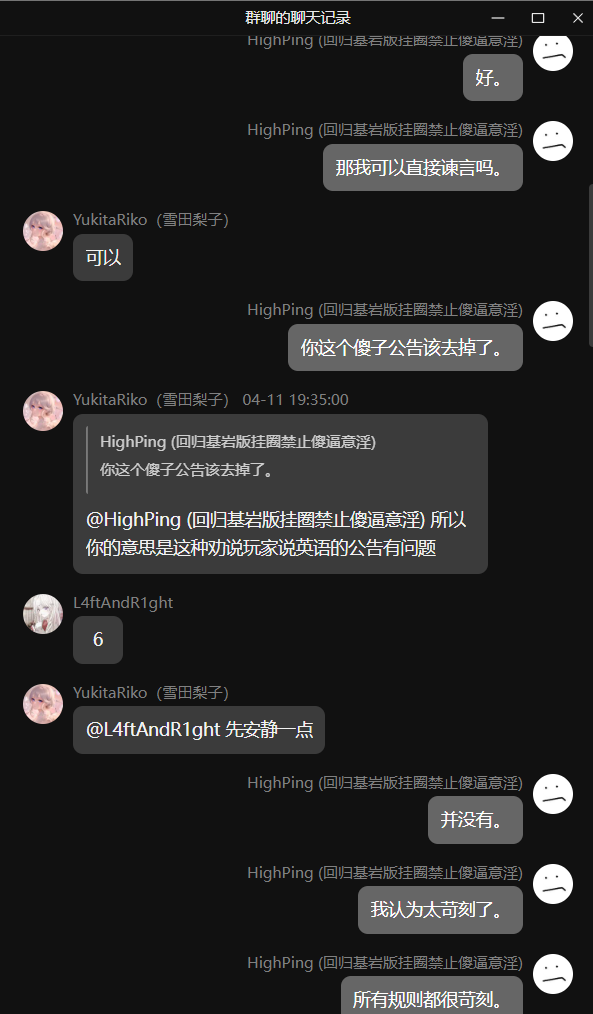 群聊的聊天记录
HighPing (回归基岩版挂圈禁止傻逼意淫)
好。
HighPing (回归基岩版挂圈禁止傻逼意淫)
那我可以直接谏言吗。
YukitaRiko（雪田梨子）
可以
HighPing (回归基岩版挂圈禁止傻逼意淫)
你这个傻子公告该去掉了。
YukitaRiko（雪田梨子） 04-11 19:35:00
HighPing (回归基岩版挂圈禁止傻逼意淫)
你这个傻子公告该去掉了。
@HighPing (回归基岩版挂圈禁止傻逼意淫) 所以
你的意思是这种劝说玩家说英语的公告有问题
L4ftAndR1ght
6
YukitaRiko（雪田梨子）
@L4ftAndR1ght 先安静一点
HighPing (回归基岩版挂圈禁止傻逼意淫)
并没有。
HighPing (回归基岩版挂圈禁止傻逼意淫)
我认为太苛刻了。
HighPing (回归基岩版挂圈禁止傻逼意淫)
所有规则都很苛刻。